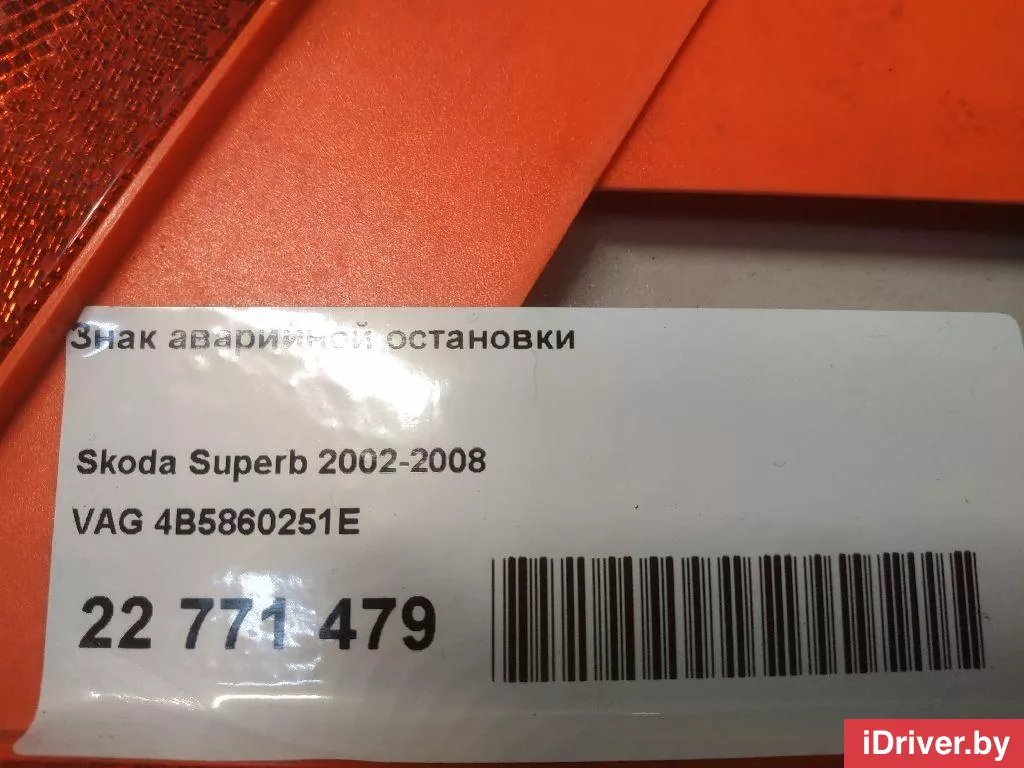 Знак аварийной остановки
Skoda Superb 2002-2008
VAG 4B5860251E
22 771 479
iDriver.by